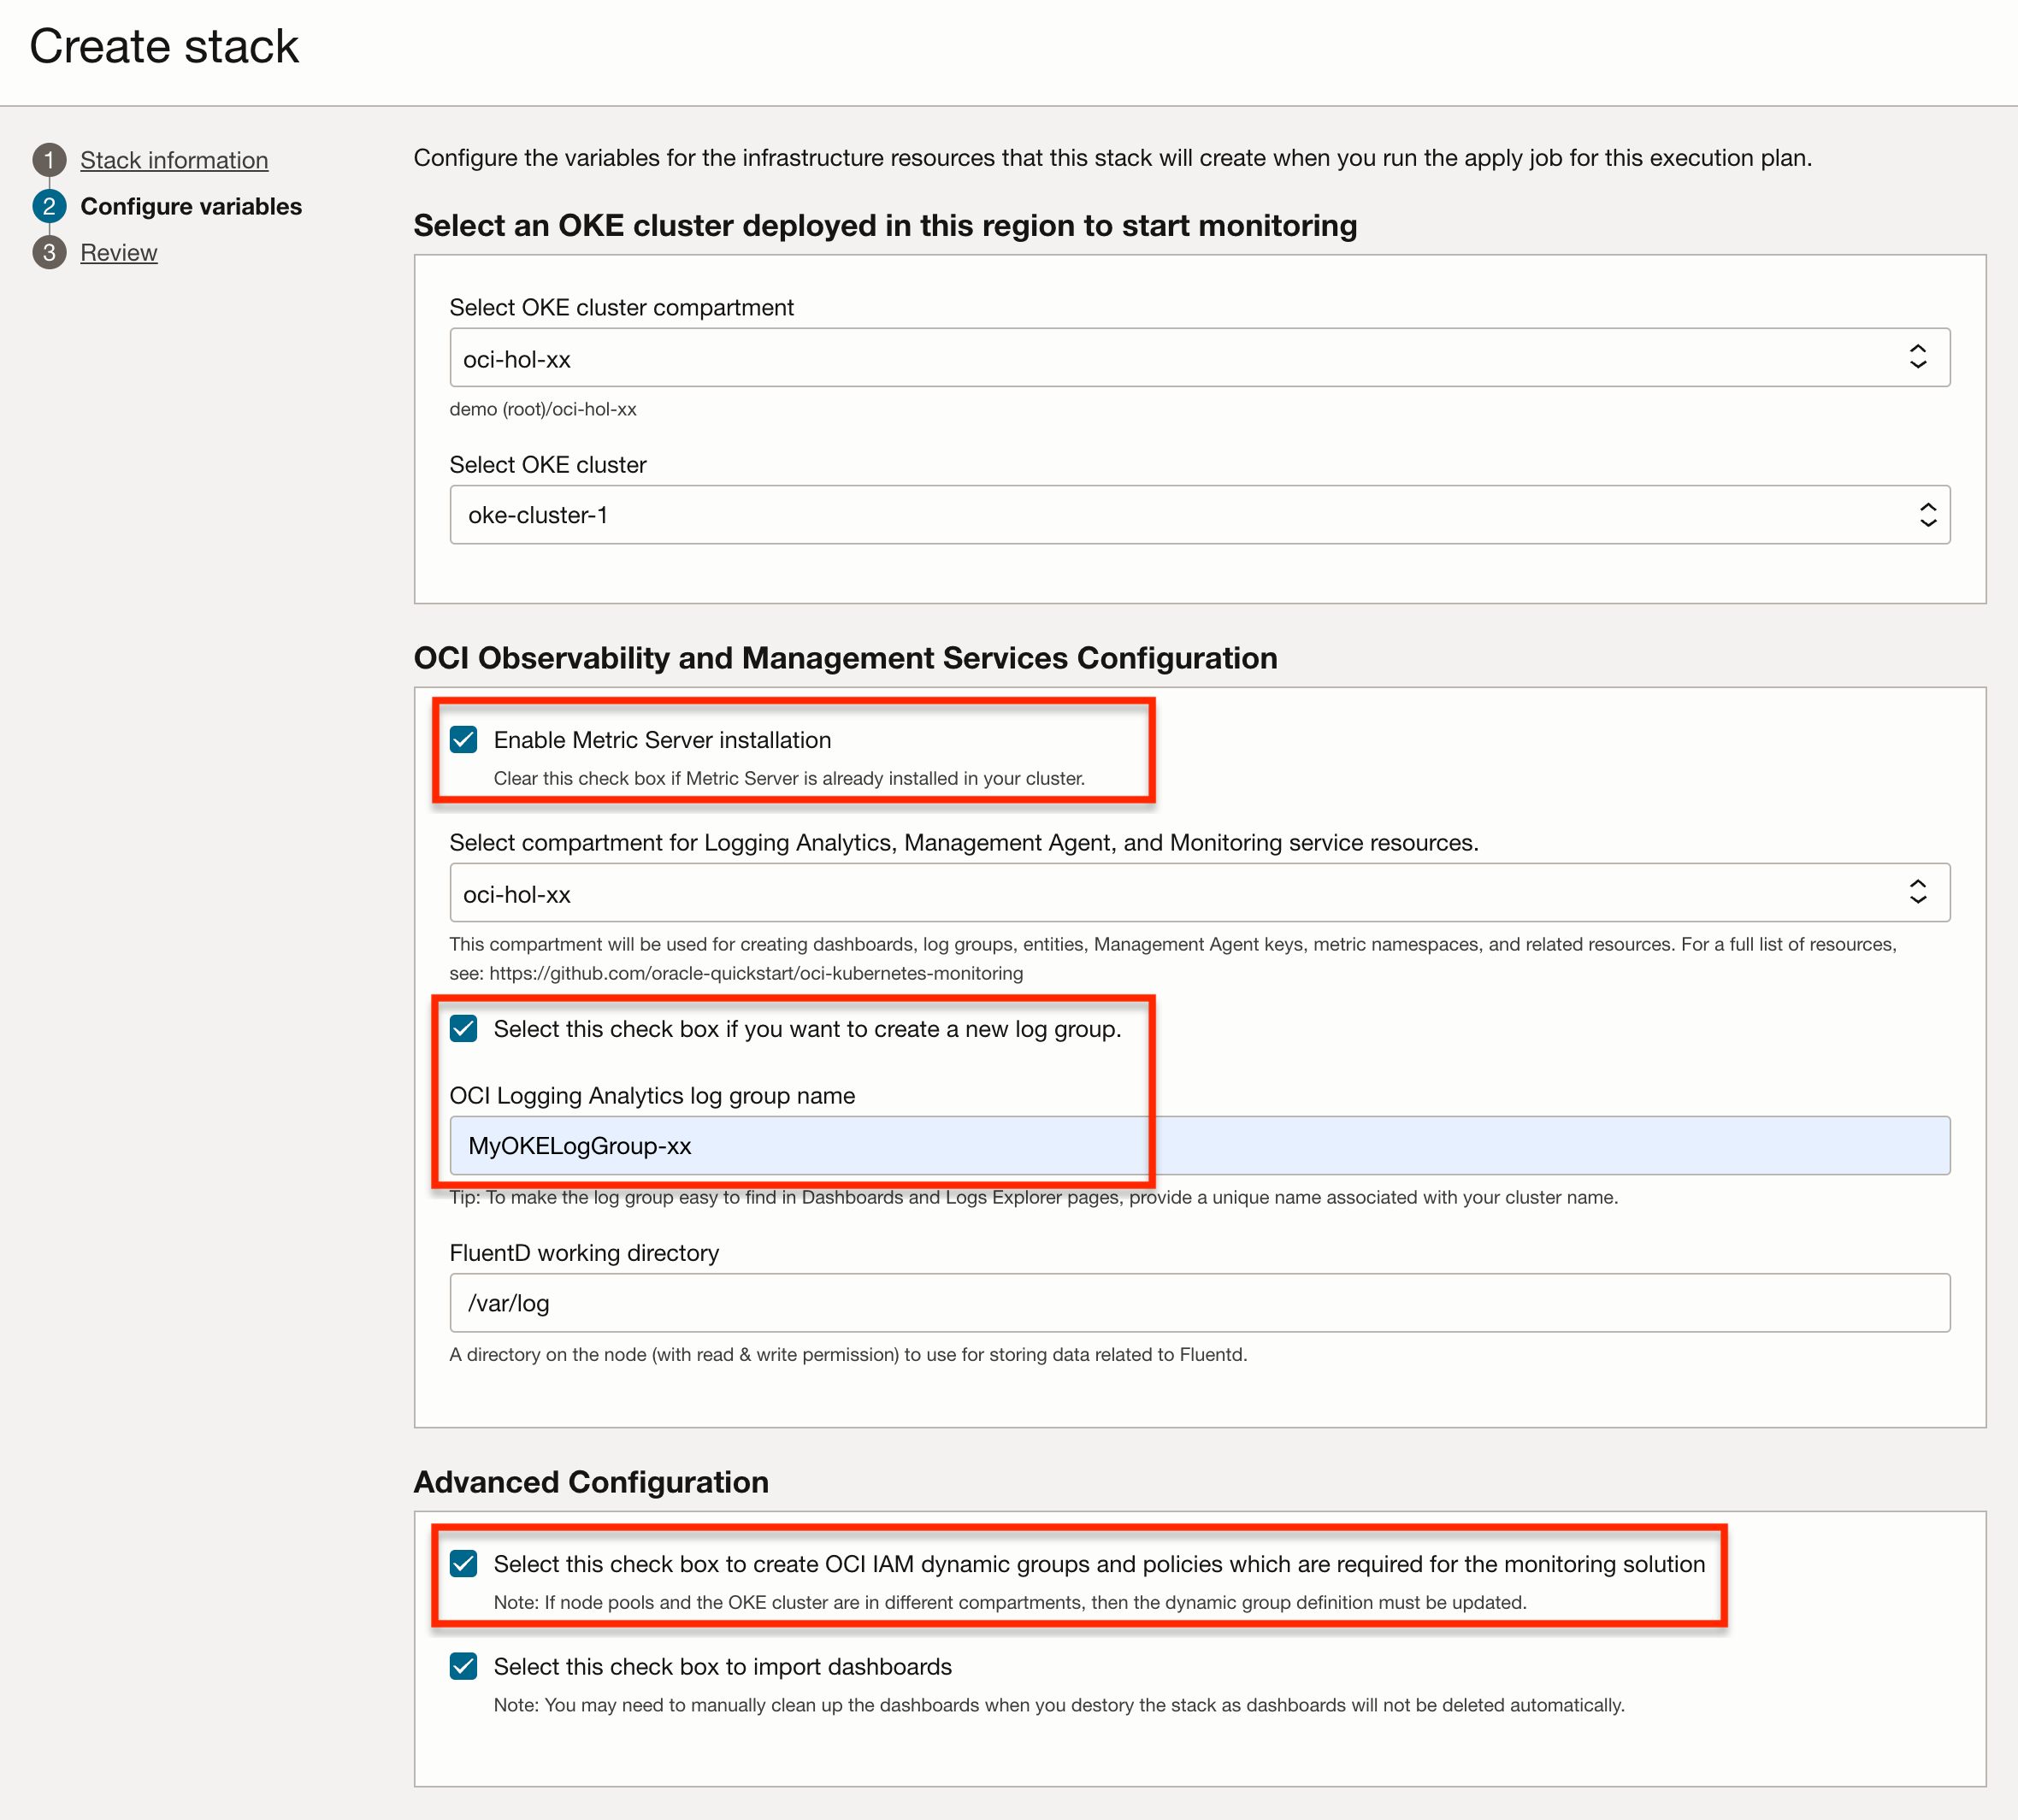 Create stack
1 Stack information
2 Configure variables
3 Review
Configure the variables for the infrastructure resources that this stack will create when you run the apply job for this execution plan.
Select an OKE cluster deployed in this region to start monitoring
Select OKE cluster compartment
oci-hol-xx
demo (root)/oci-hol-xx
Select OKE cluster
oke-cluster-1
OCI Observability and Management Services Configuration
Enable Metric Server installation
Clear this check box if Metric Server is already installed in your cluster.
Select compartment for Logging Analytics, Management Agent, and Monitoring service resources.
oci-hol-xx
This compartment will be used for creating dashboards, log groups, entities, Management Agent keys, metric namespaces, and related resources. For a full list of resources,
see: https://github.com/oracle-quickstart/oci-kubernetes-monitoring
Select this check box if you want to create a new log group.
OCI Logging Analytics log group name
MyOKELogGroup-xx
Tip: To make the log group easy to find in Dashboards and Logs Explorer pages, provide a unique name associated with your cluster name.
FluentD working directory
/var/log
A directory on the node (with read & write permission) to use for storing data related to Fluentd.
Advanced Configuration
Select this check box to create OCI IAM dynamic groups and policies which are required for the monitoring solution
Note: If node pools and the OKE cluster are in different compartments, then the dynamic group definition must be updated.
Select this check box to import dashboards
Note: You may need to manually clean up the dashboards when you destory the stack as dashboards will not be deleted automatically.